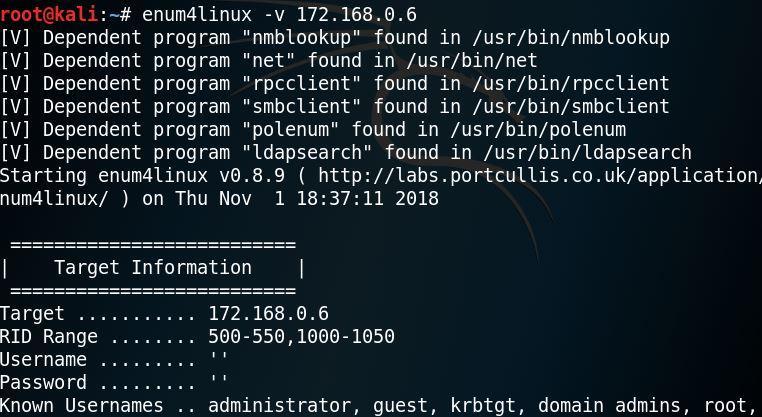 root@kali:~# enum4linux -v 172.168.0.6
[V] Dependent program "nmblookup" found in /usr/bin/nmblookup
[V] Dependent program "net" found in /usr/bin/net
[V] Dependent program "rpcclient" found in /usr/bin/rpcclient
[V] Dependent program "smbclient" found in /usr/bin/smbclient
[V] Dependent program "polenum" found in /usr/bin/polenum
[V] Dependent program "ldapsearch" found in /usr/bin/ldapsearch
Starting enum4linux v0.8.9 ( http://labs.portcullis.co.uk/application/
num4linux/ ) on Thu Nov  1 18:37:11 2018
 ==========================
|    Target Information    |
 ==========================
Target ........... 172.168.0.6
RID Range ........ 500-550,1000-1050
Username ......... ''
Password ......... ''
Known Usernames .. administrator, guest, krbtgt, domain admins, root,